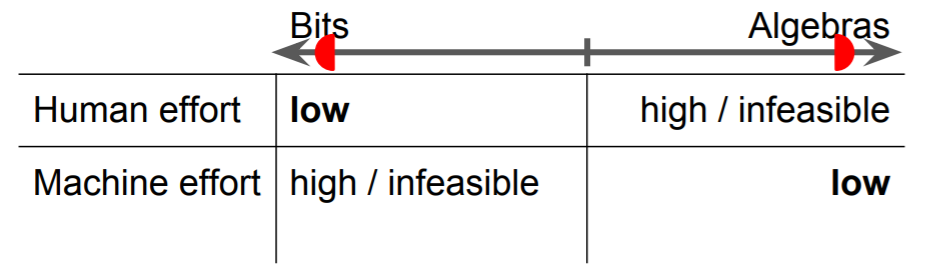 Bits Algebras
Human effort low high / infeasible
Machine effort high / infeasible low